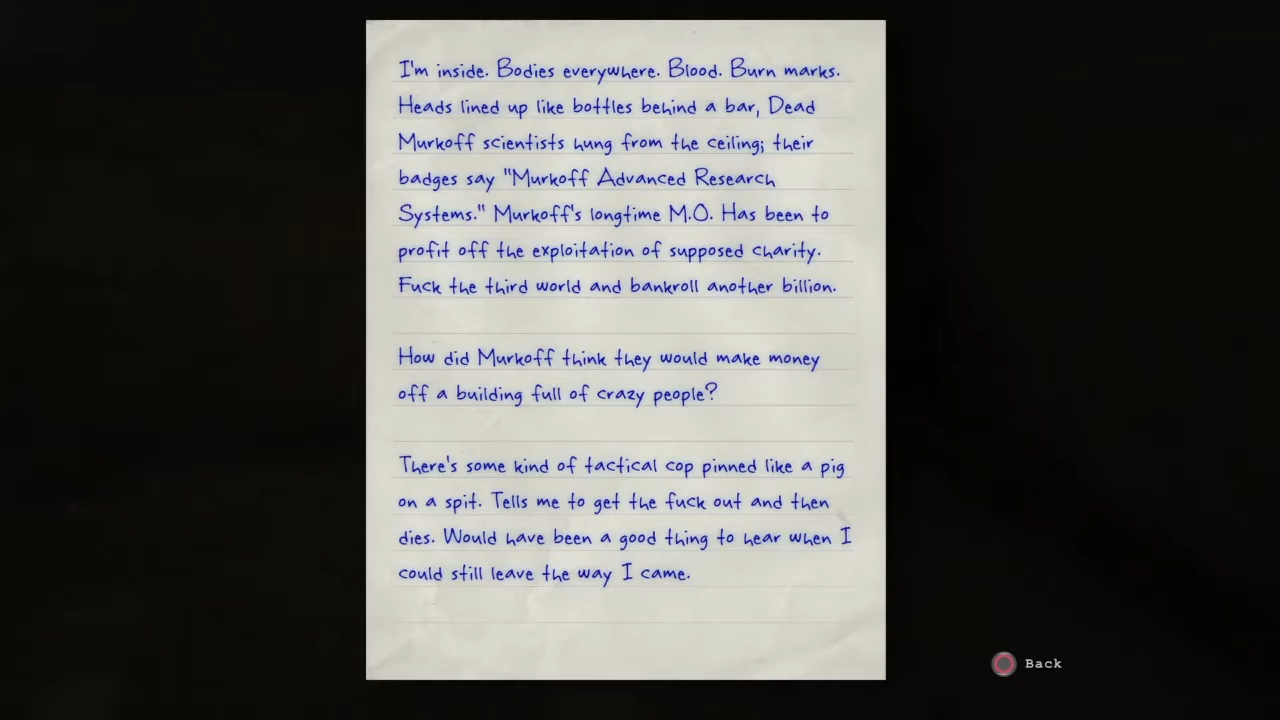 I'm inside. Bodies everywhere. Blood. Burn marks.
Heads lined up like bottles behind a bar, Dead
Murkoff scientists hung from the ceiling; their
badges say "Murkoff Advanced Research
Systems." Murkoff's longtime M.O. Has been to
profit off the exploitation of supposed charity.
Fuck the third world and bankroll another billion.
How did Murkoff think they would make money
off a building full of crazy people?
There's some kind of tactical cop pinned like a pig
on a spit. Tells me to get the fuck out and then
dies. Would have been a good thing to hear when I
could still leave the way I came.
Back